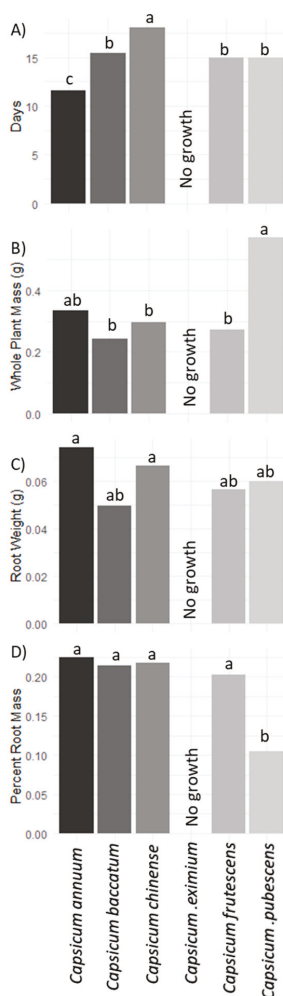 A)
Days
15
10
5
0
c
b
a
No growth
b
b
B)
Whole Plant Mass (g)
0.4
0.2
0.0
ab
b
b
No growth
b
a
C)
Root Weight (g)
0.06
0.04
0.02
0.00
a
ab
a
No growth
ab
ab
D)
Percent Root Mass
0.20
0.15
0.10
0.05
0.00
a
a
a
No growth
a
b
Capsicum annuum
Capsicum baccatum
Capsicum chinense
Capsicum .eximium
Capsicum frutescens
Capsicum .pubescens